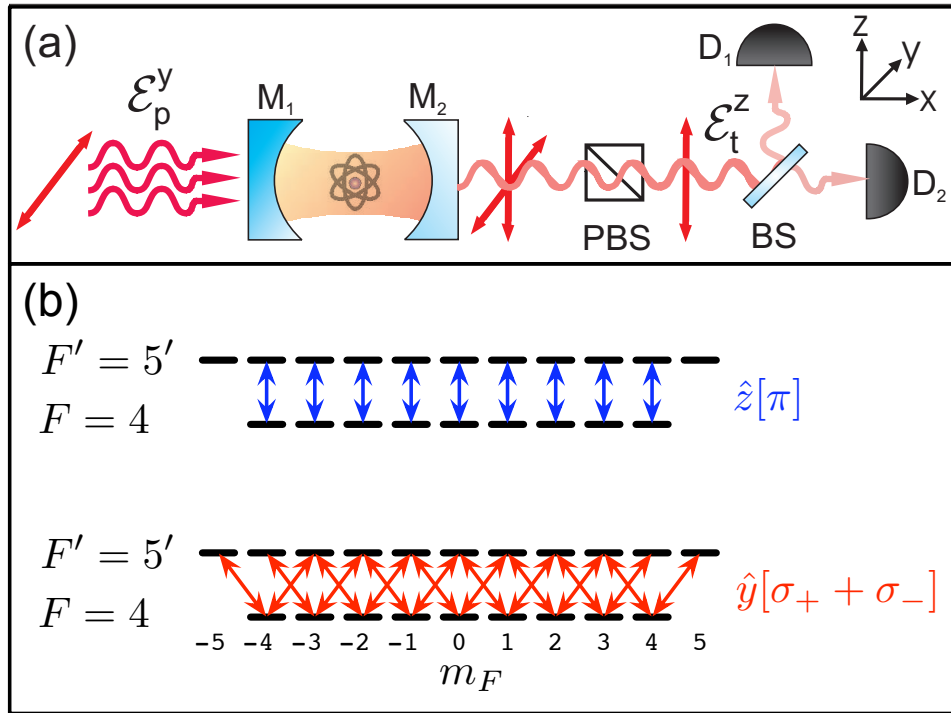 (a)
ℰ_p^y
M₁
M₂
PBS
ℰ_t^z
BS
D₁
D₂
z
y
x
(b)
F′ = 5′
F = 4
ẑ[π]
F′ = 5′
F = 4
ŷ[σ₊ + σ₋]
-5 -4 -3 -2 -1 0 1 2 3 4 5
m_F